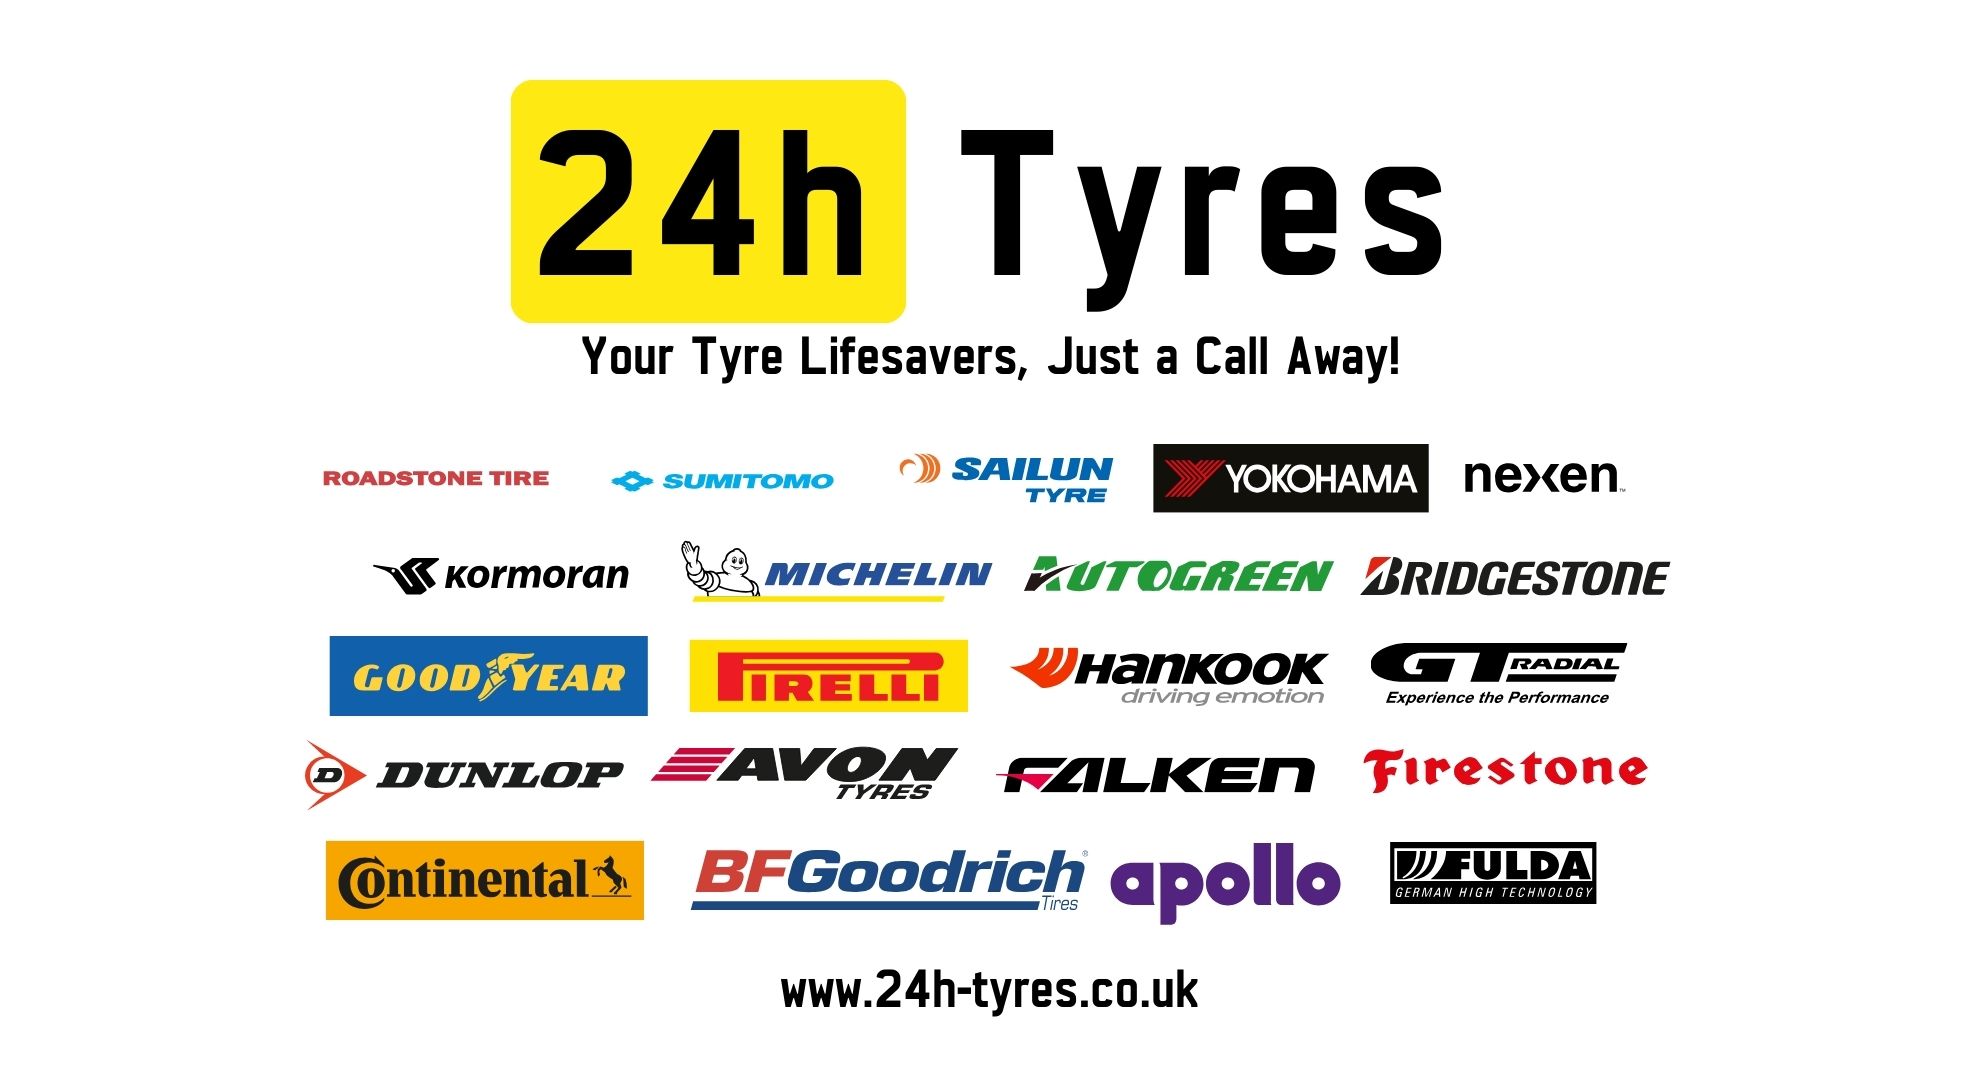 24h Tyres
Your Tyre Lifesavers, Just a Call Away!
ROADSTONE TIRE
SUMITOMO
SAILUN
TYRE
YOKOHAMA
nexen
TM
KORMORAN
MICHELIN
AUTOGREEN
BRIDGESTONE
GOODYEAR
PIRELLI
HANKOOK
driving emotion
GT RADIAL
Experience the Performance
D DUNLOP
AVON
TYRES
FALKEN
Firestone
Continental
BFGoodrich®
Tires
apollo
FULDA
GERMAN HIGH TECHNOLOGY
www.24h-tyres.co.uk